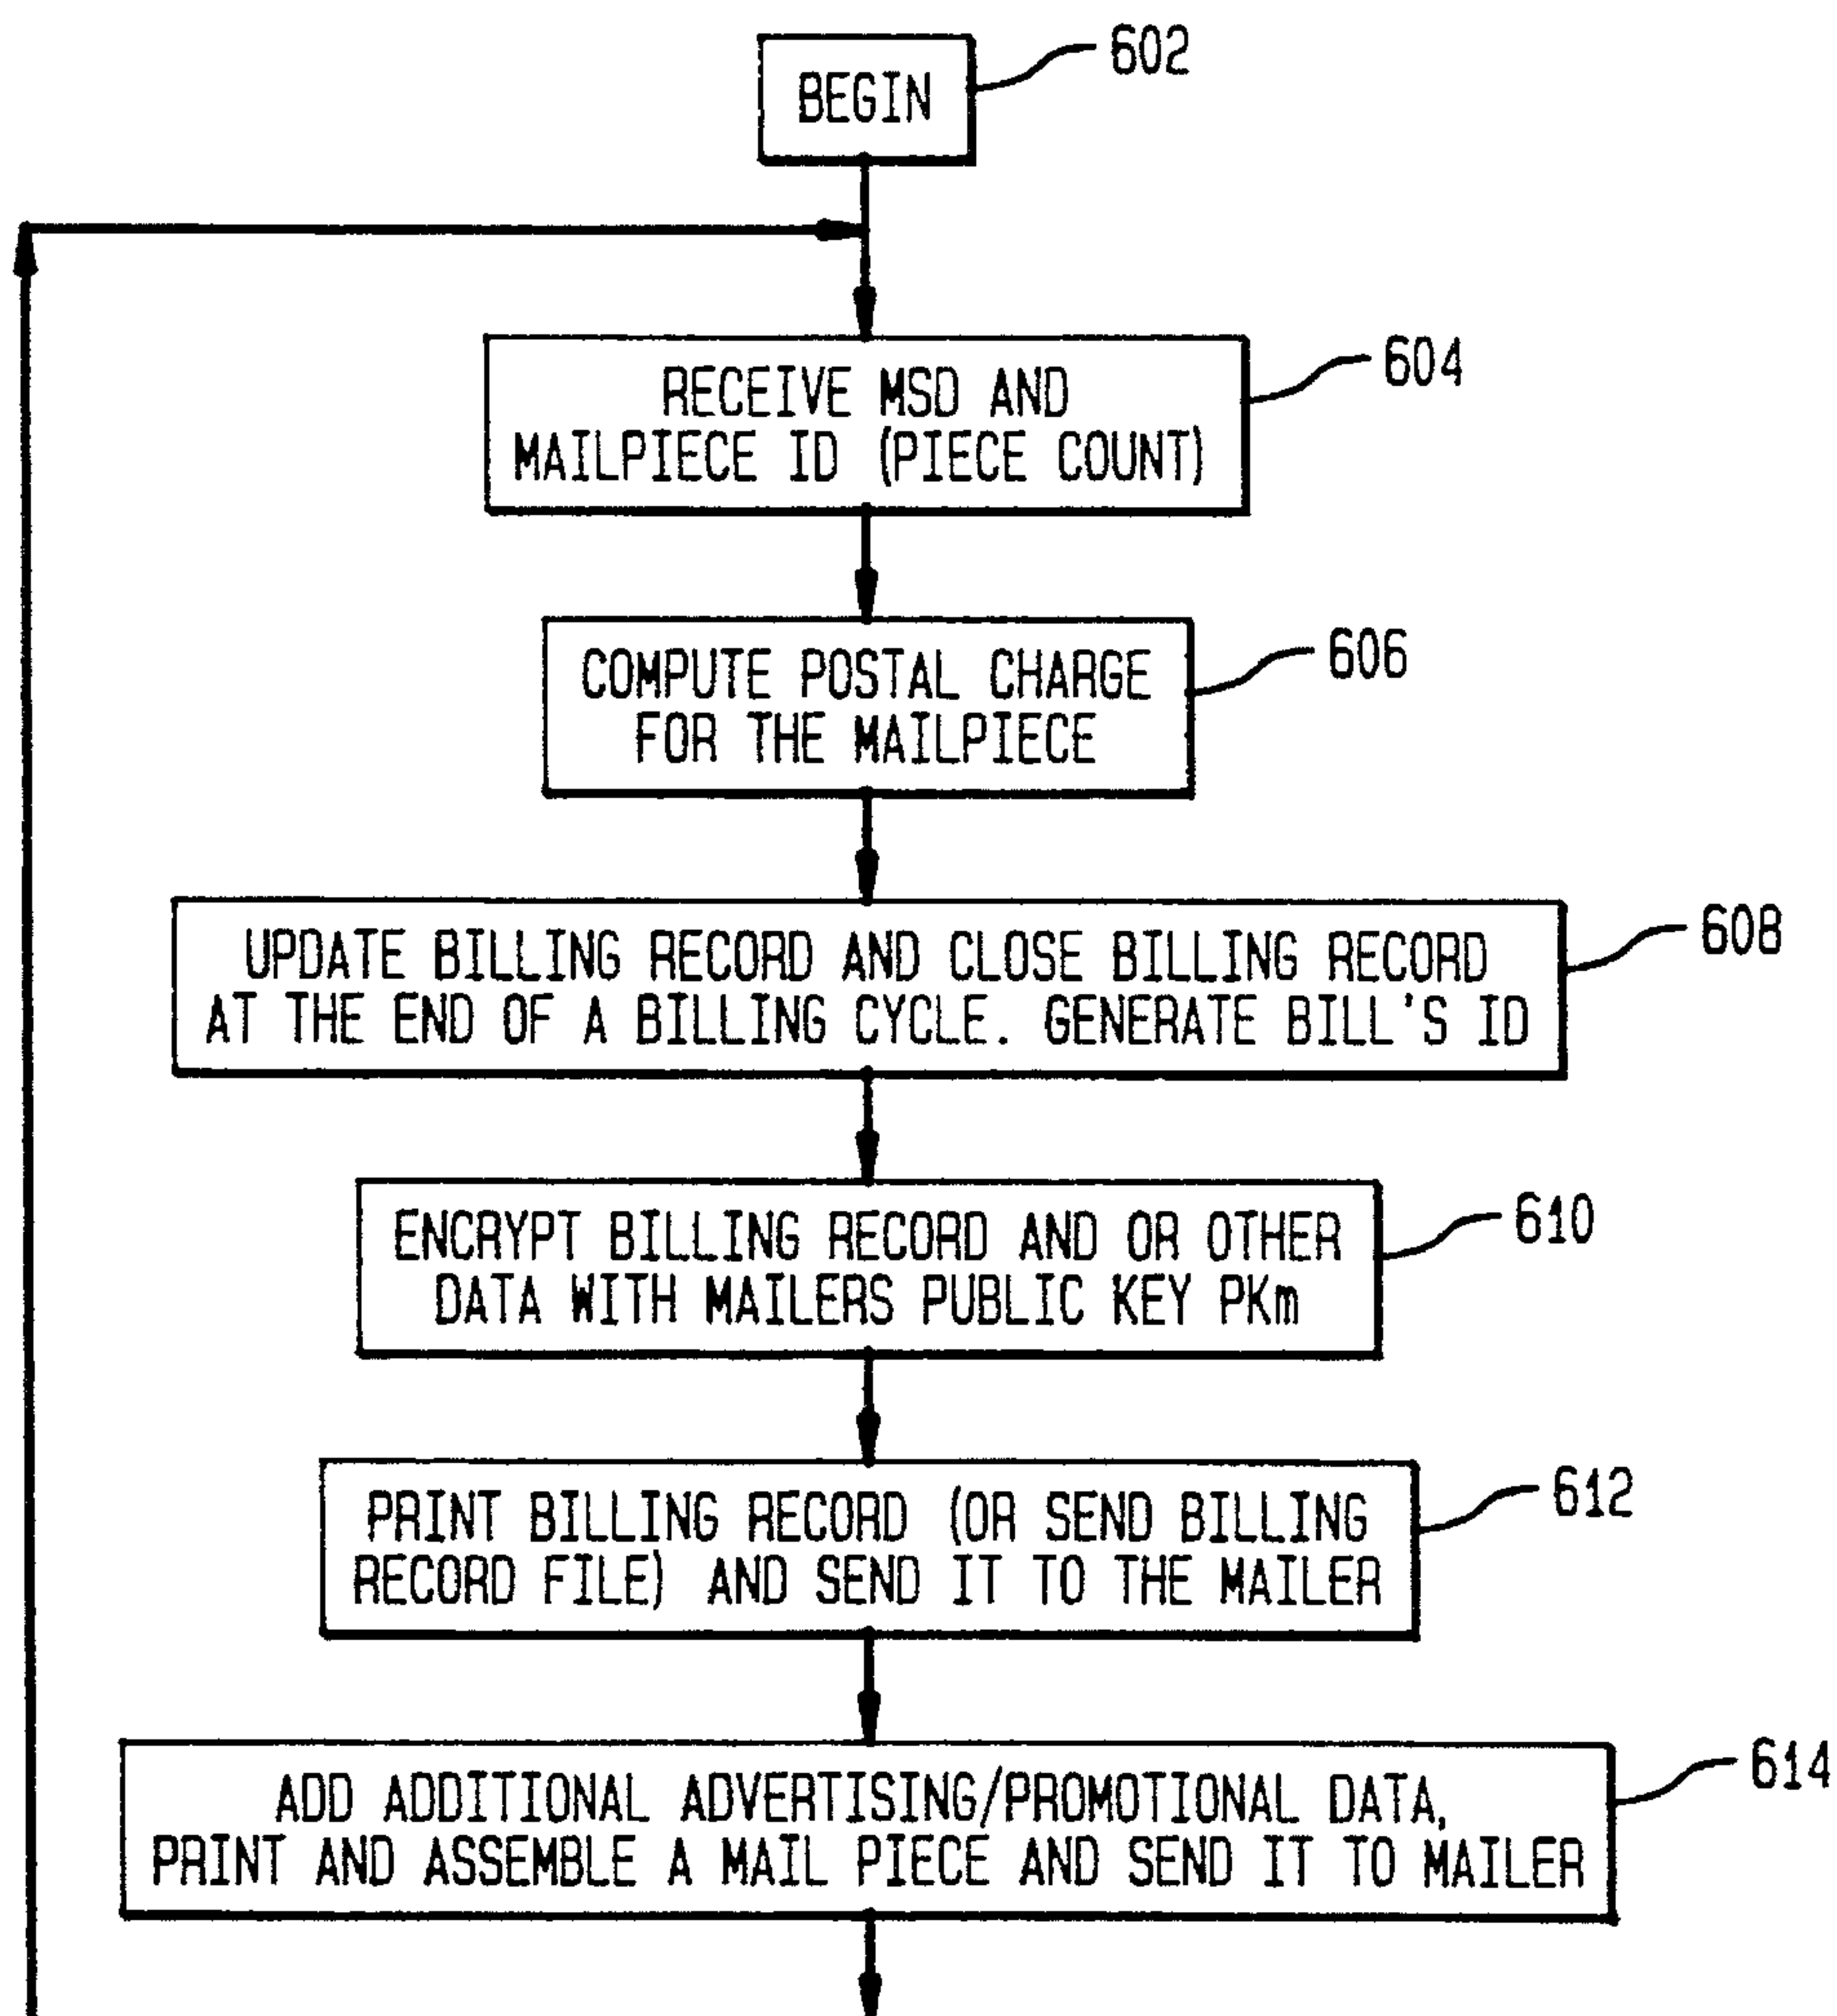 BEGIN
602
RECEIVE MSD AND
MAILPIECE ID (PIECE COUNT)
604
COMPUTE POSTAL CHARGE
FOR THE MAILPIECE
606
UPDATE BILLING RECORD AND CLOSE BILLING RECORD
AT THE END OF A BILLING CYCLE. GENERATE BILL'S ID
608
ENCRYPT BILLING RECORD AND OR OTHER
DATA WITH MAILERS PUBLIC KEY PKm
610
PRINT BILLING RECORD (OR SEND BILLING
RECORD FILE) AND SEND IT TO THE MAILER
612
ADD ADDITIONAL ADVERTISING/PROMOTIONAL DATA,
PRINT AND ASSEMBLE A MAIL PIECE AND SEND IT TO MAILER
614